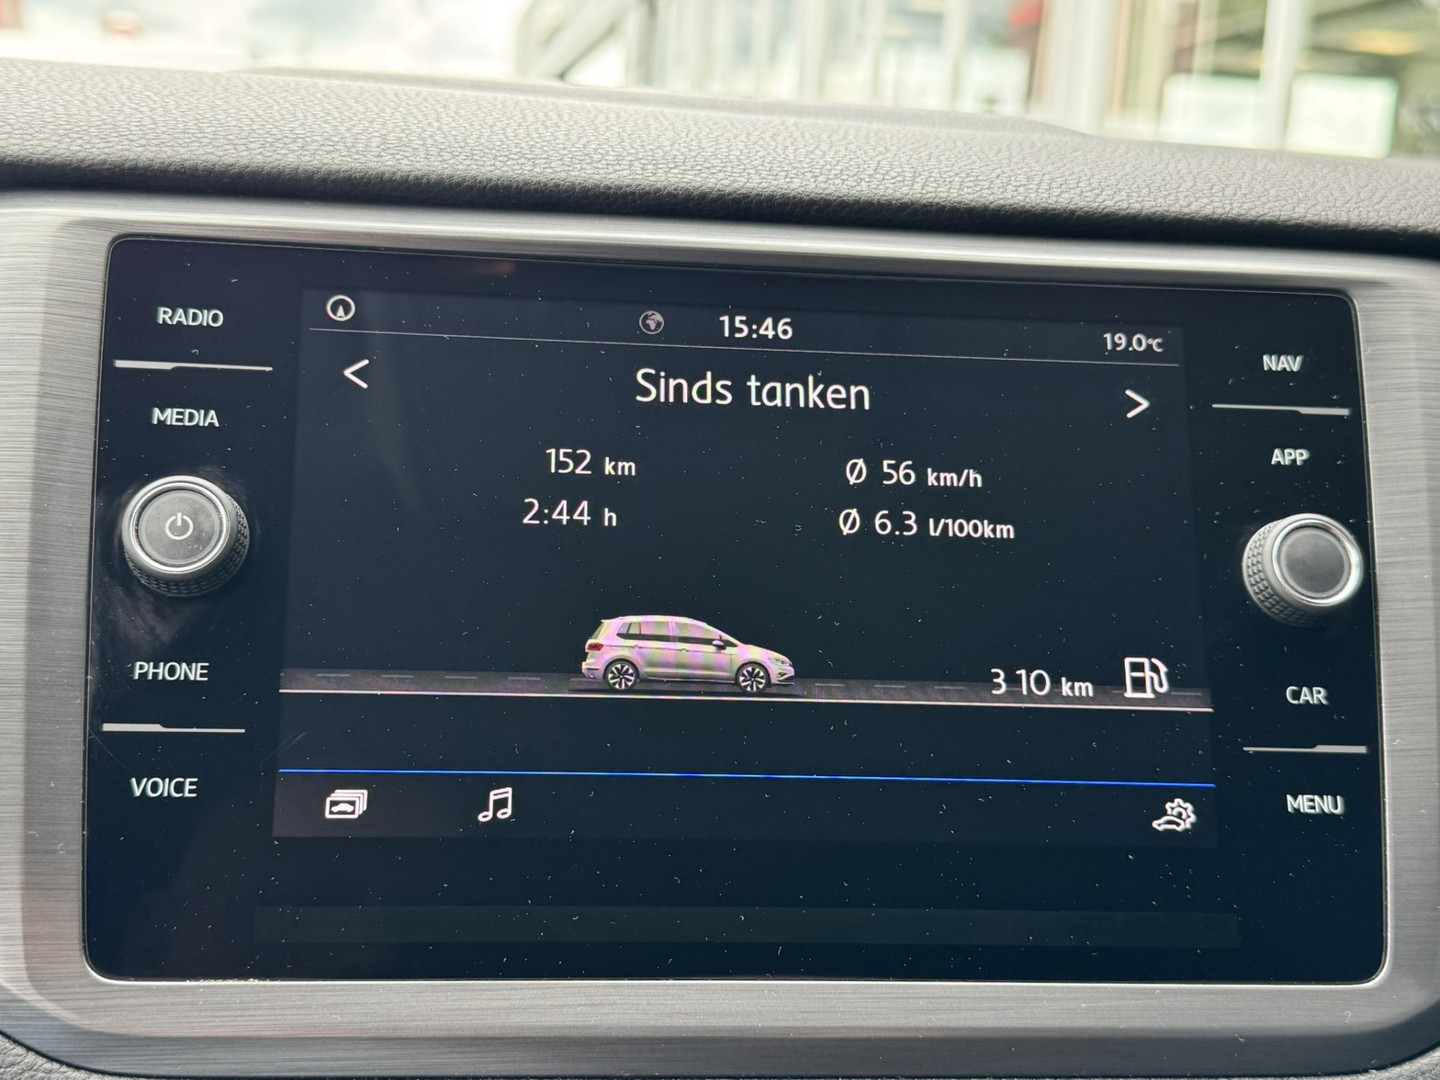 RADIO
MEDIA
PHONE
VOICE
15:46
19.0°C
<
Sinds tanken
>
152 km
Ø 56 km/h
2:44 h
Ø 6.3 l/100km
310 km
NAV
APP
CAR
MENU